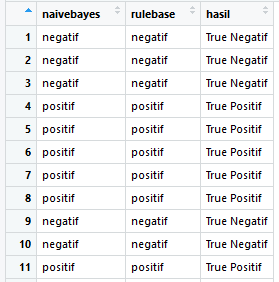 naivebayes rulebase hasil
1 negatif negatif True Negatif
2 negatif negatif True Negatif
3 negatif negatif True Negatif
4 positif positif True Positif
5 positif positif True Positif
6 positif positif True Positif
7 positif positif True Positif
8 positif positif True Positif
9 negatif negatif True Negatif
10 negatif negatif True Negatif
11 positif positif True Positif